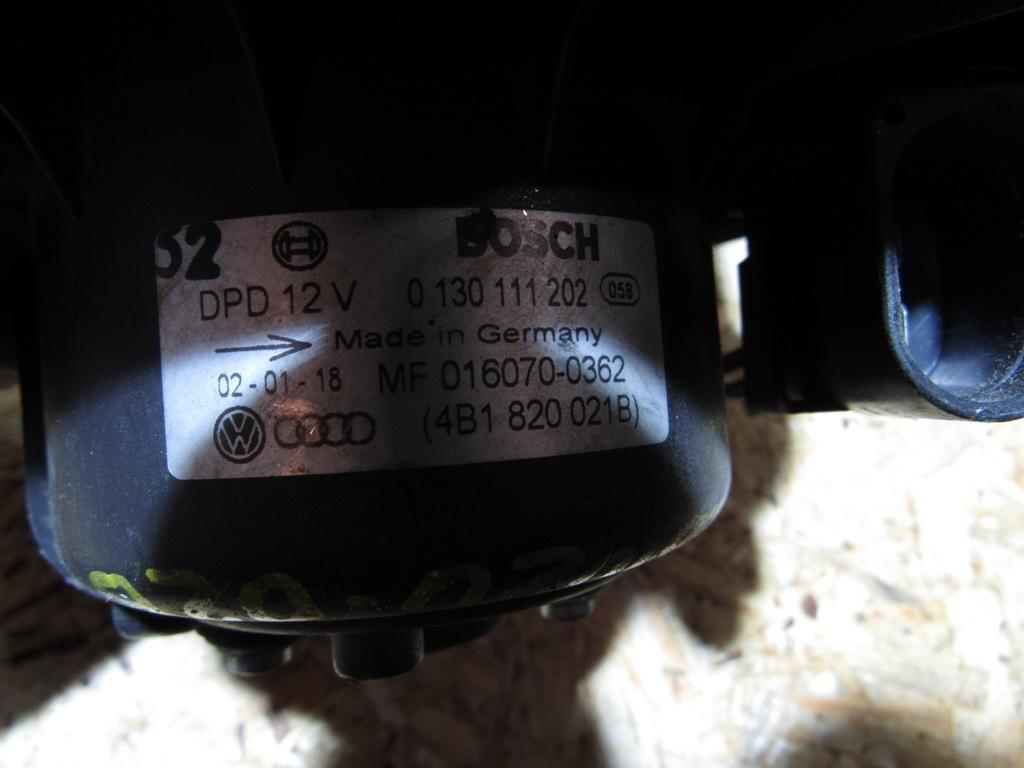 52 BOSCH
DPD 12 V 0 130 111 202 058
Made in Germany
02-01-18 MF 016070-0362
VW (4B1 820 021B)